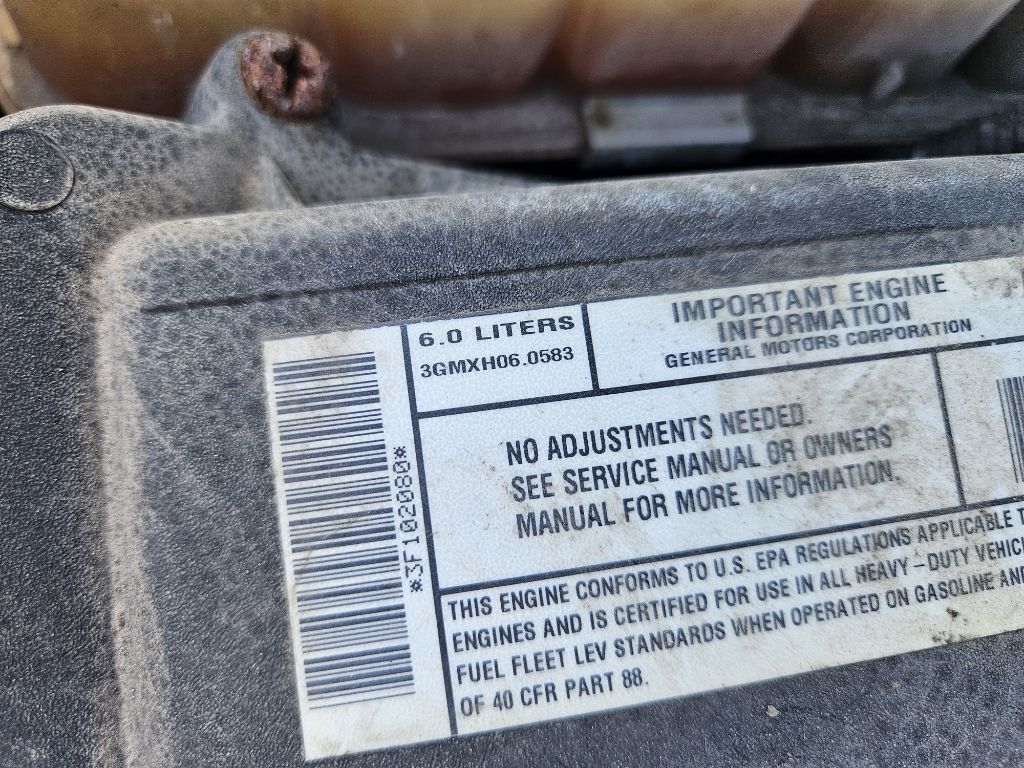 6.0 LITERS
3GMXH06.0583
IMPORTANT ENGINE
INFORMATION
GENERAL MOTORS CORPORATION
*3F102080*
NO ADJUSTMENTS NEEDED.
SEE SERVICE MANUAL OR OWNERS
MANUAL FOR MORE INFORMATION.
THIS ENGINE CONFORMS TO U.S. EPA REGULATIONS APPLICABLE T
ENGINES AND IS CERTIFIED FOR USE IN ALL HEAVY-DUTY VEHIC
FUEL FLEET LEV STANDARDS WHEN OPERATED ON GASOLINE AND
OF 40 CFR PART 88.